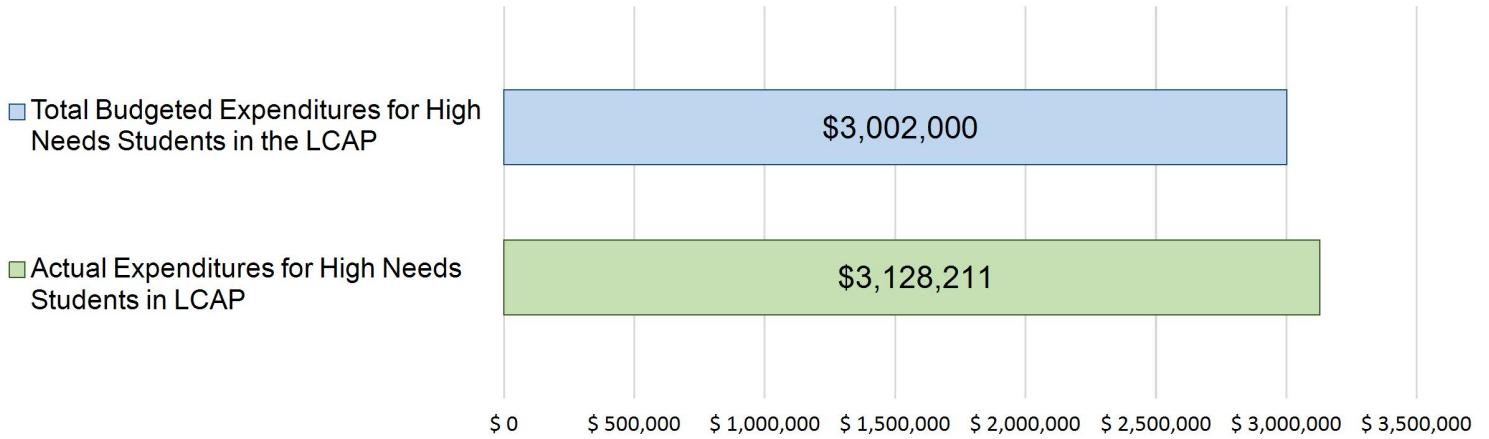 Total Budgeted Expenditures for High
Needs Students in the LCAP
$3,002,000
Actual Expenditures for High Needs
Students in LCAP
$3,128,211
$ 0 $ 500,000 $ 1,000,000 $ 1,500,000 $ 2,000,000 $ 2,500,000 $ 3,000,000 $ 3,500,000